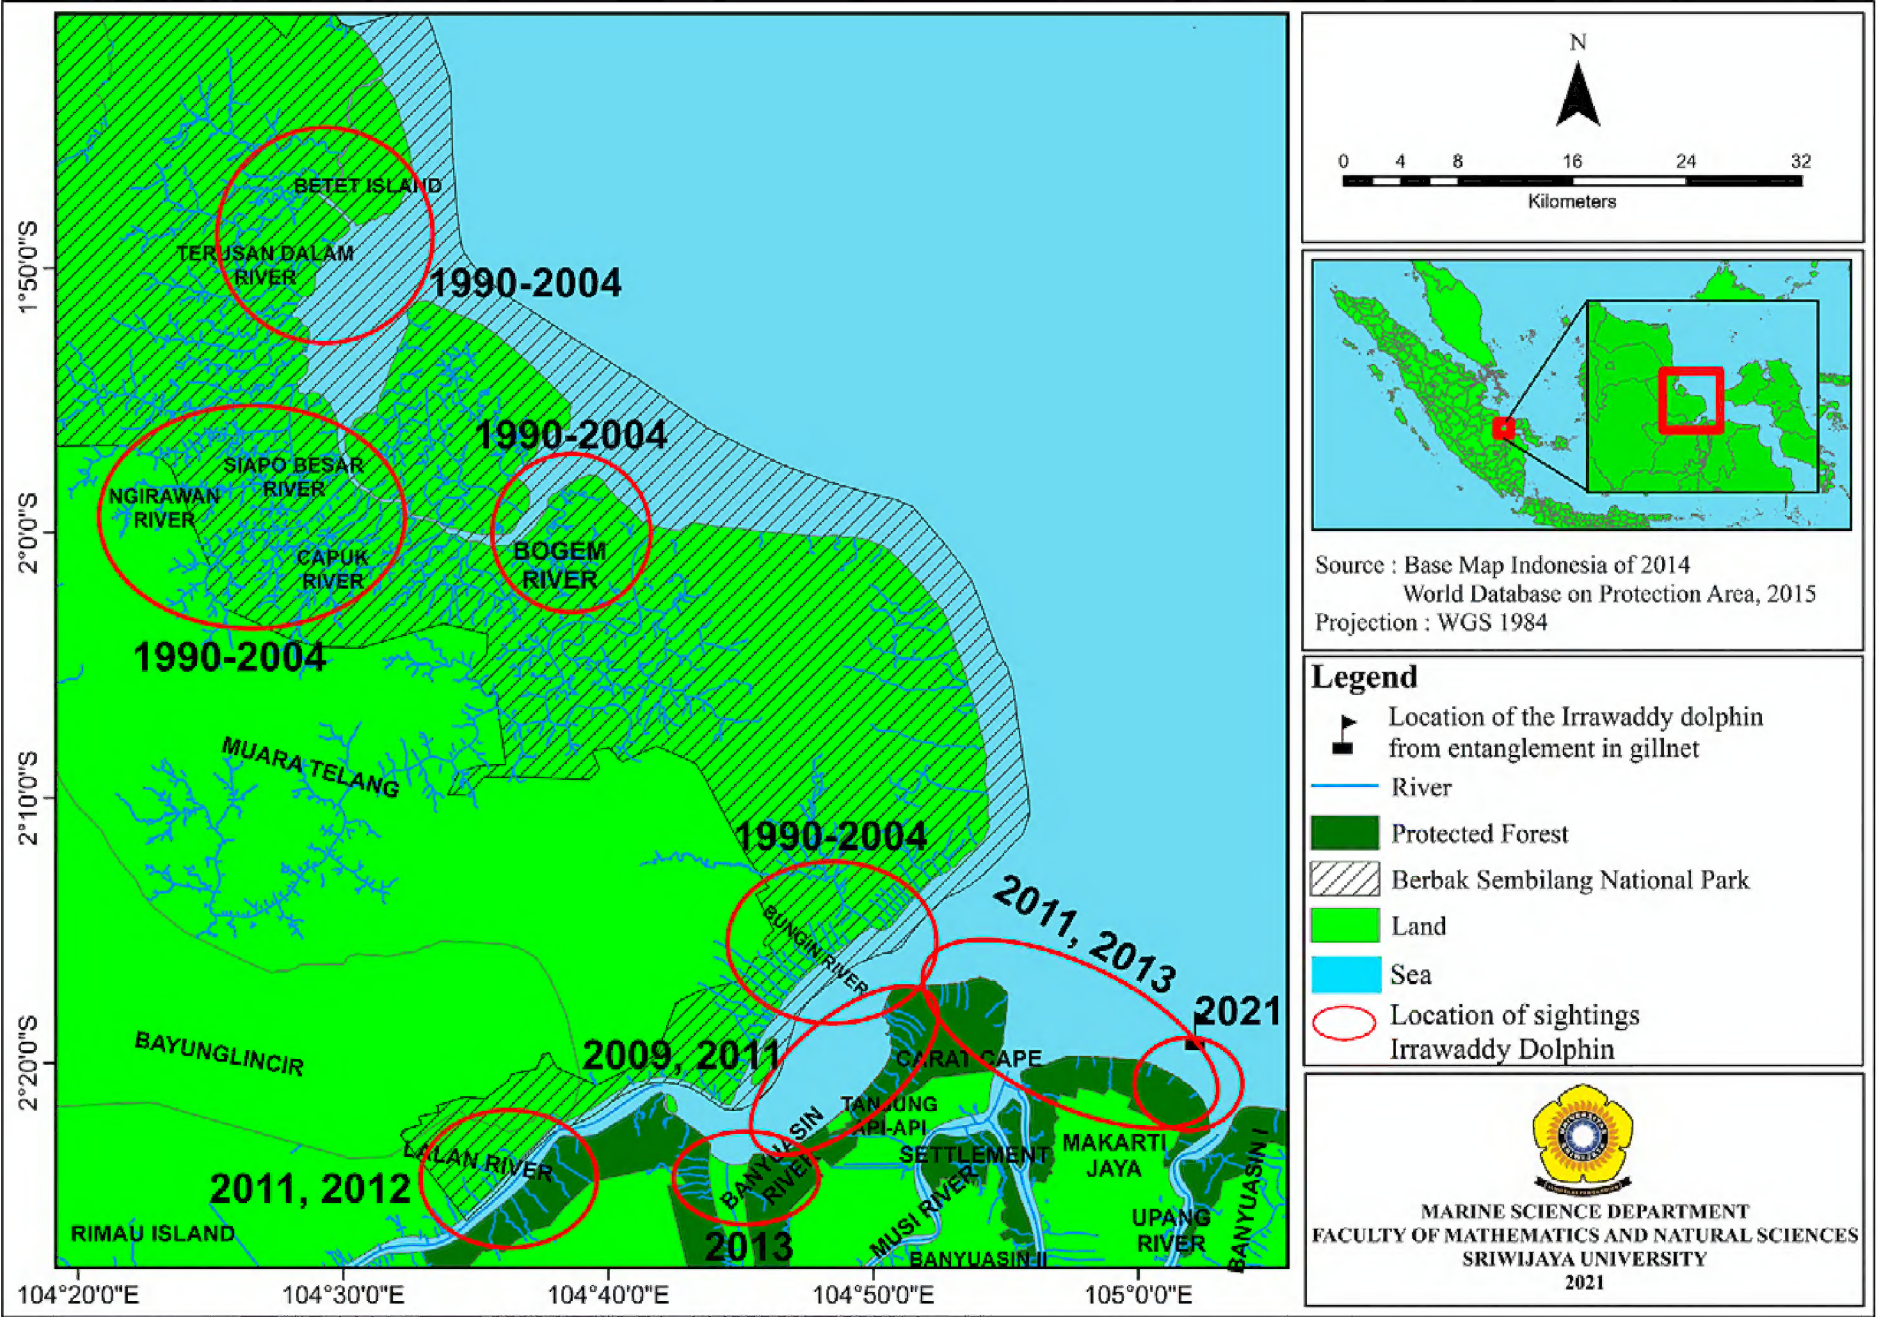 BETET ISLAND
TERUSAN DALAM
RIVER
1990-2004
1990-2004
SIAPO BESAR
RIVER
NGIRAWAN
RIVER
CAPUK
RIVER
BOGEM
RIVER
1990-2004
MUARA TELANG
1990-2004
BUNGIN RIVER
2011, 2013
2021
BAYUNGLINCIR
2009, 2011
CARAT CAPE
TANJUNG
API-API
SETTLEMENT
MAKARTI
JAYA
LALAN RIVER
2011, 2012
BANYUASIN
RIVER
MUSI RIVER
UPANG
RIVER
BANYUASIN I
RIMAU ISLAND
2013
BANYUASIN II
1°50'0"S
2°0'0"S
2°10'0"S
2°20'0"S
104°20'0"E 104°30'0"E 104°40'0"E 104°50'0"E 105°0'0"E
N
0 4 8 16 24 32
Kilometers
Source : Base Map Indonesia of 2014
World Database on Protection Area, 2015
Projection : WGS 1984
Legend
Location of the Irrawaddy dolphin
from entanglement in gillnet
River
Protected Forest
Berbak Sembilang National Park
Land
Sea
Location of sightings
Irrawaddy Dolphin
MARINE SCIENCE DEPARTMENT
FACULTY OF MATHEMATICS AND NATURAL SCIENCES
SRIWIJAYA UNIVERSITY
2021